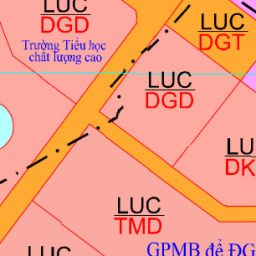 LUC
DGD
LUC
DGT
Trường Tiểu học
chất lượng cao
LUC
DGD
LU
DK
LUC
TMD
LUC
GPMB để ĐG